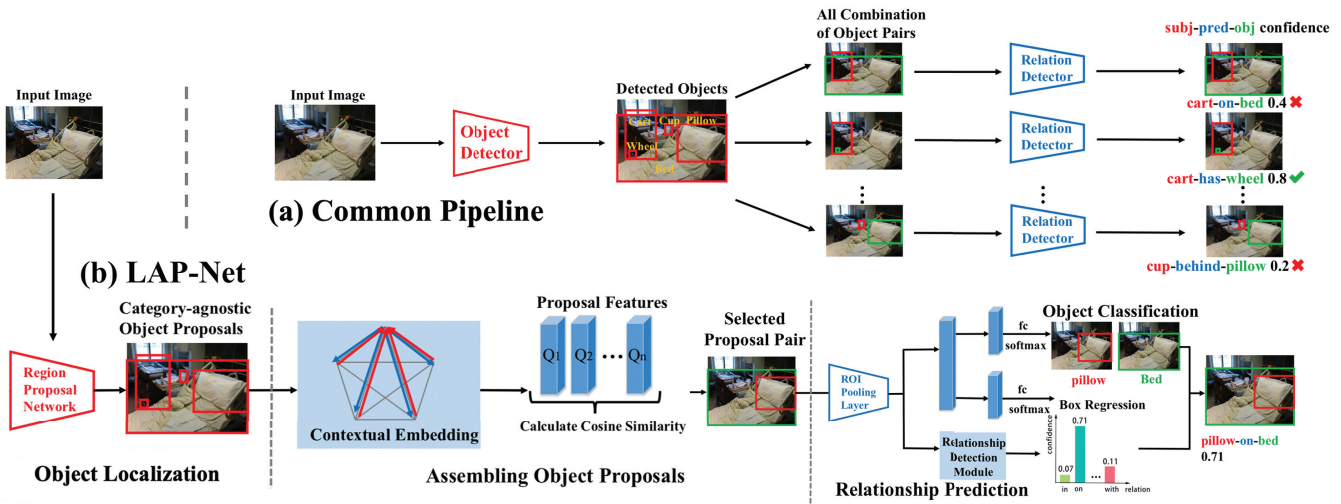 All Combination
of Object Pairs
subj-pred-obj confidence
Input Image
Input Image
Detected Objects
Object
Detector
Cart Cup Pillow
Wheel
Bed
Relation
Detector
cart-on-bed 0.4
Relation
Detector
cart-has-wheel 0.8
Relation
Detector
cup-behind-pillow 0.2
(a) Common Pipeline
(b) LAP-Net
Category-agnostic
Object Proposals
Region
Proposal
Network
Object Localization
Contextual Embedding
Proposal Features
Q1 Q2 Qn
Calculate Cosine Similarity
Assembling Object Proposals
Selected
Proposal Pair
ROI
Pooling
Layer
fc
softmax
fc
softmax
Object Classification
pillow Bed
Box Regression
Relationship
Detection
Module
confidence
0.71
0.07
0.11
in on with relation
pillow-on-bed
0.71
Relationship Prediction